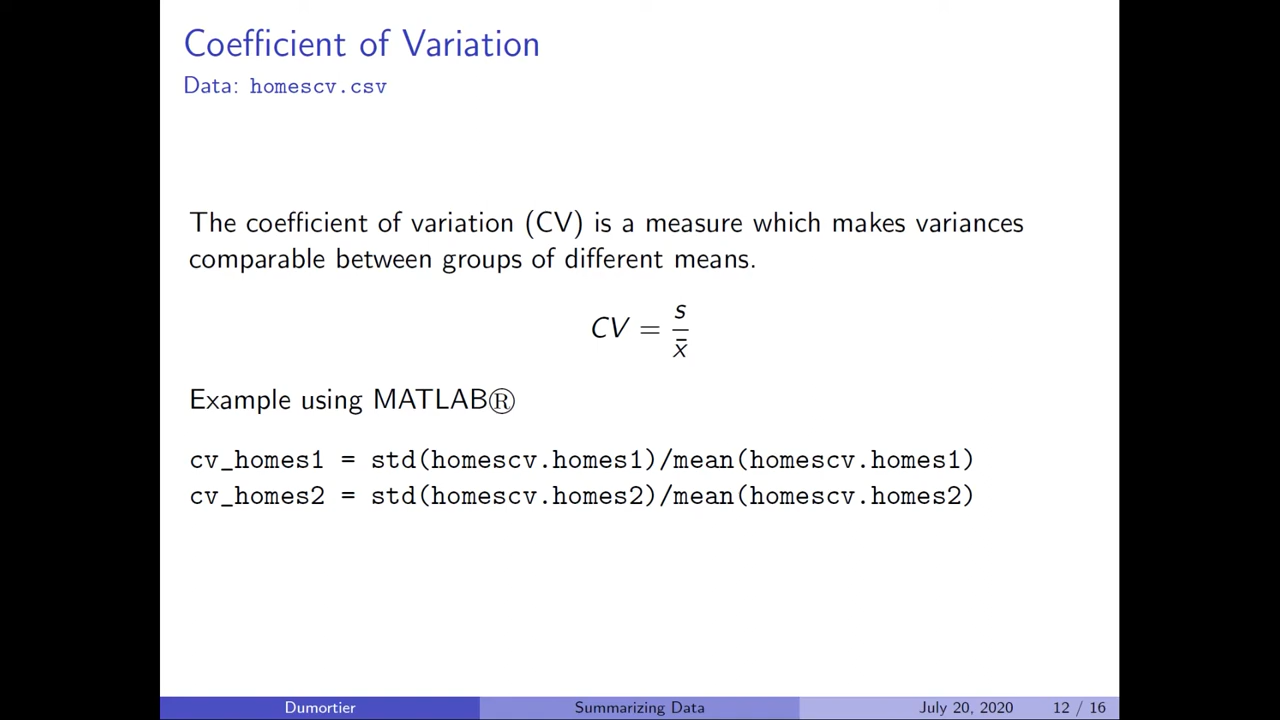 Coefficient of Variation
Data: homescv.csv
The coefficient of variation (CV) is a measure which makes variances
comparable between groups of different means.
CV = s / x̄
Example using MATLAB®
cv_homes1 = std(homescv.homes1)/mean(homescv.homes1)
cv_homes2 = std(homescv.homes2)/mean(homescv.homes2)
Dumortier Summarizing Data July 20, 2020 12 / 16